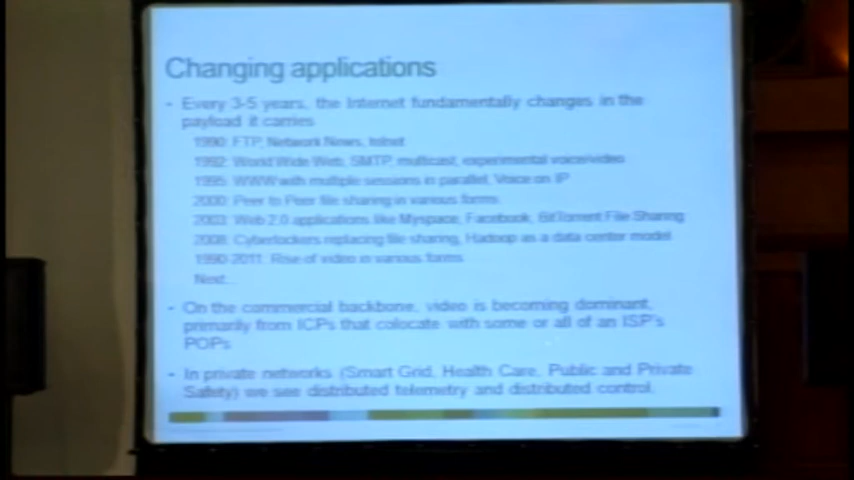 Changing applications
• Every 3-5 years, the Internet fundamentally changes in the
payload it carries
1990: FTP, Network News, telnet
1992: World Wide Web, SMTP, multicast, experimental voice/video
1995: WWW with multiple sessions in parallel, Voice on IP
2000: Peer to Peer file sharing in various forms
2003: Web 2.0 applications like Myspace, Facebook, BitTorrent File Sharing
2008: Cyberlockers replacing file sharing, Hadoop as a data center model
1990-2011: Rise of video in various forms
Next...
• On the commercial backbone, video is becoming dominant,
primarily from ICPs that colocate with some or all of an ISP's
POPs
• In private networks (Smart Grid, Health Care, Public and Private
Safety) we see distributed telemetry and distributed control.